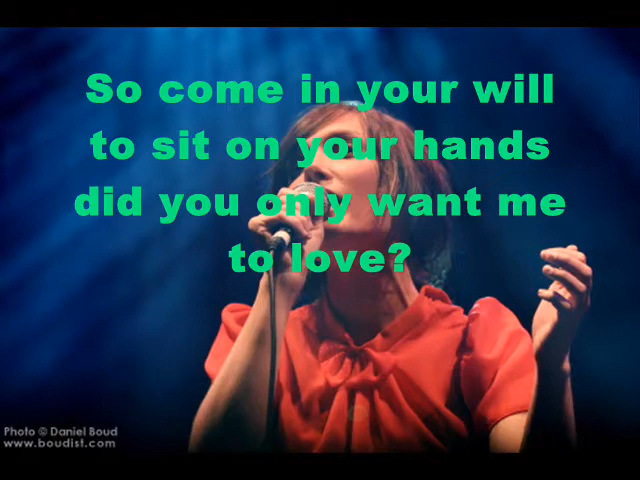 So come in your will
to sit on your hands
did you only want me
to love?
Photo © Daniel Boud
www.boudist.com